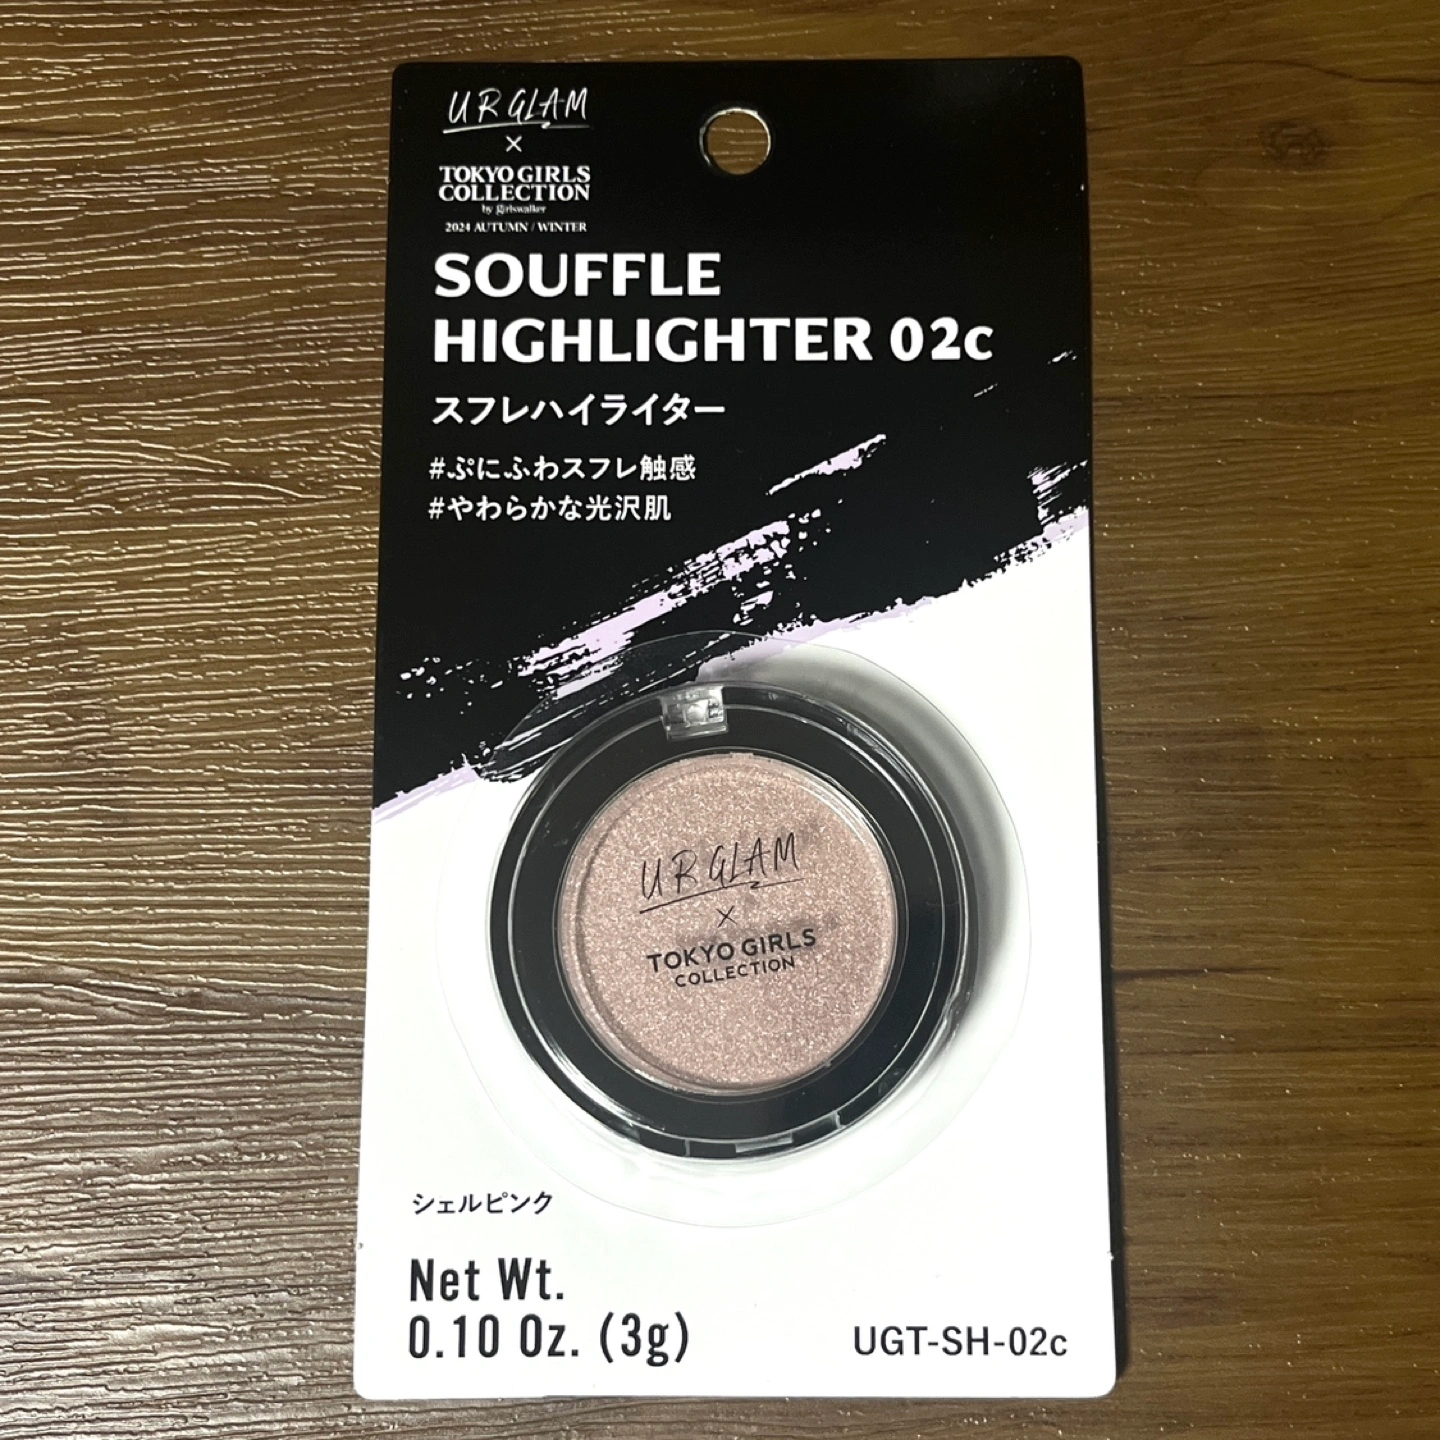 UR GLAM
×
TOKYO GIRLS
COLLECTION
by girlswalker
2024 AUTUMN / WINTER
SOUFFLE
HIGHLIGHTER 02c
スフレハイライター
#ぷにふわスフレ触感
#やわらかな光沢肌
UR GLAM
×
TOKYO GIRLS
COLLECTION
シェルピンク
Net Wt.
0.10 Oz. (3g)
UGT-SH-02c